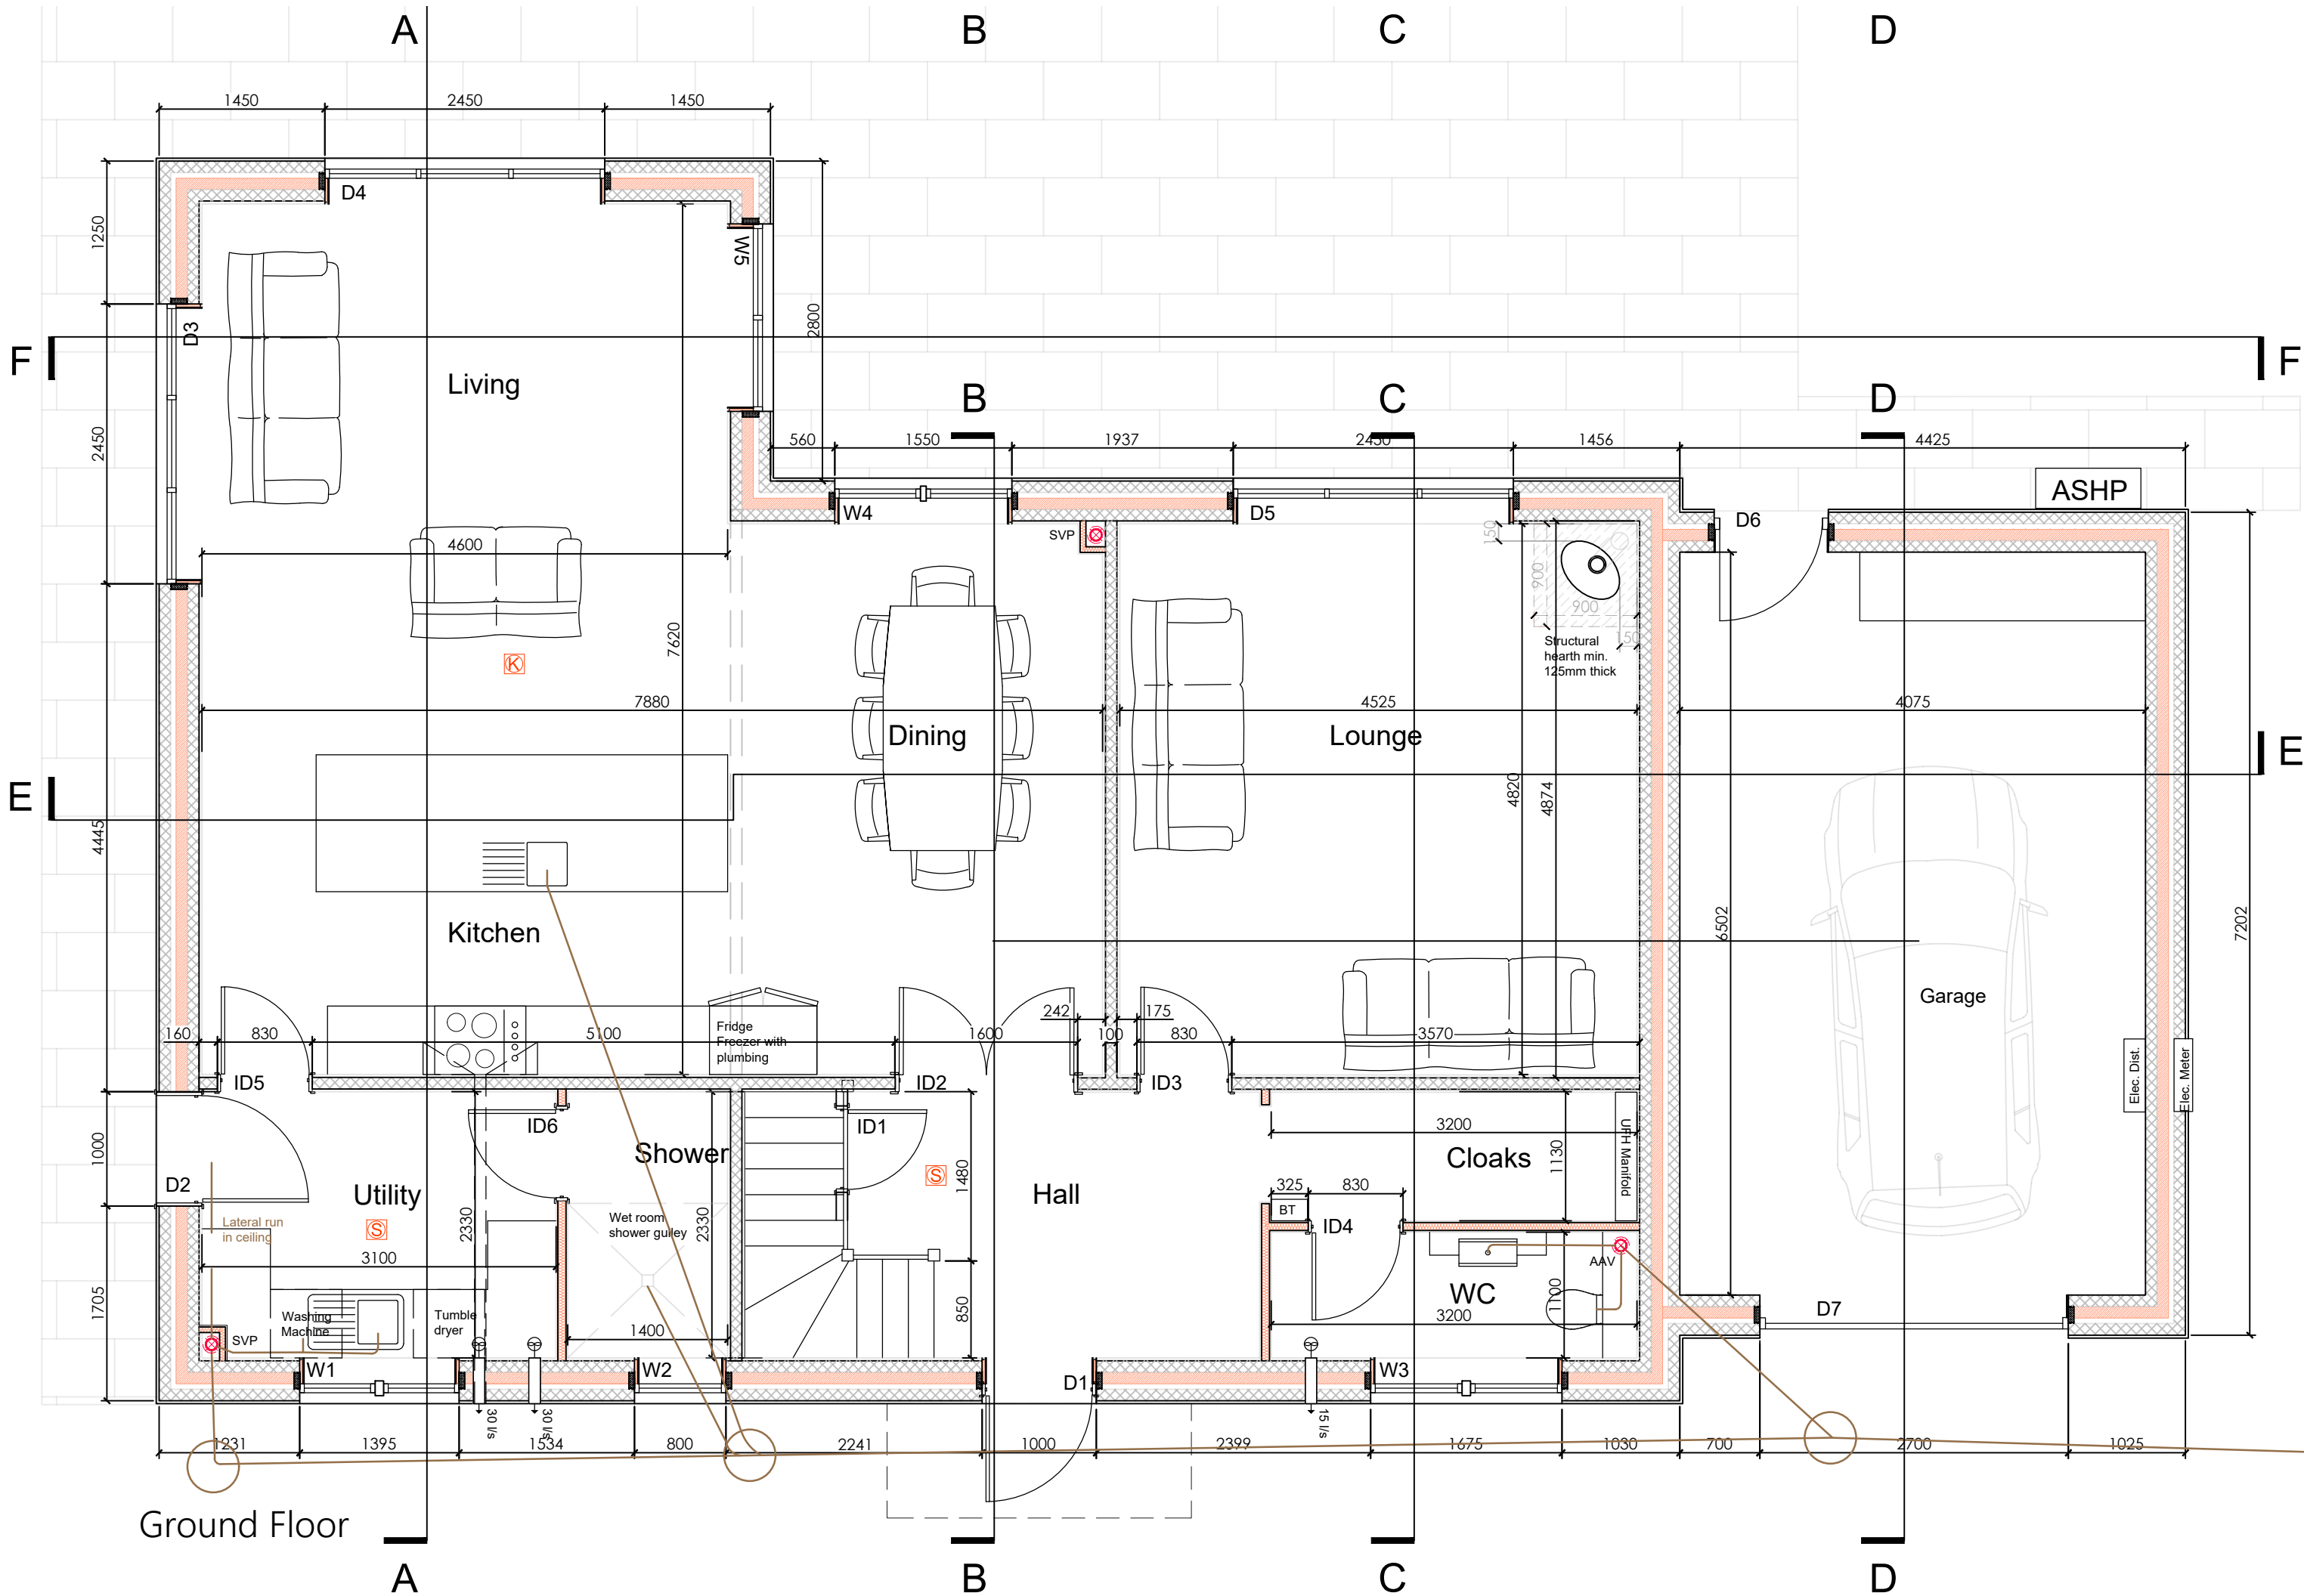 A B C D
1450 2450 1450
D4
1250
W5
D3
2800
F F
Living
B C D
2450
560 1550 1937 2450 1456 4425
ASHP
W4 D5 D6
SVP
150
4600
900
900
7620
150
Structural
hearth min.
125mm thick
K
7880 4525 4075
Dining Lounge
E E
4820
4874
4445
6502
7202
Kitchen
Garage
242 175
Fridge
Freezer with
plumbing
160 830 5100 1600 100 830 3570
Elec. Dist.
Elec. Meter
ID5 ID2 ID3
ID6 ID1
3200
1000
Shower
Cloaks
1130
UFH Manifold
S
1480
D2
Utility
Hall
325 830
BT
ID4
Lateral run
in ceiling
S
2330
Wet room
shower gulley
2330
3100
AAV
WC
1100
1705
Washing
Machine
Tumble
dryer
850
3200
D7
SVP
1400
W1 W2 D1 W3
30 l/s 30 l/s 15 l/s
1231 1395 1534 800 2241 1000 2399 1675 1030 700 2700 1025
Ground Floor
A B C D